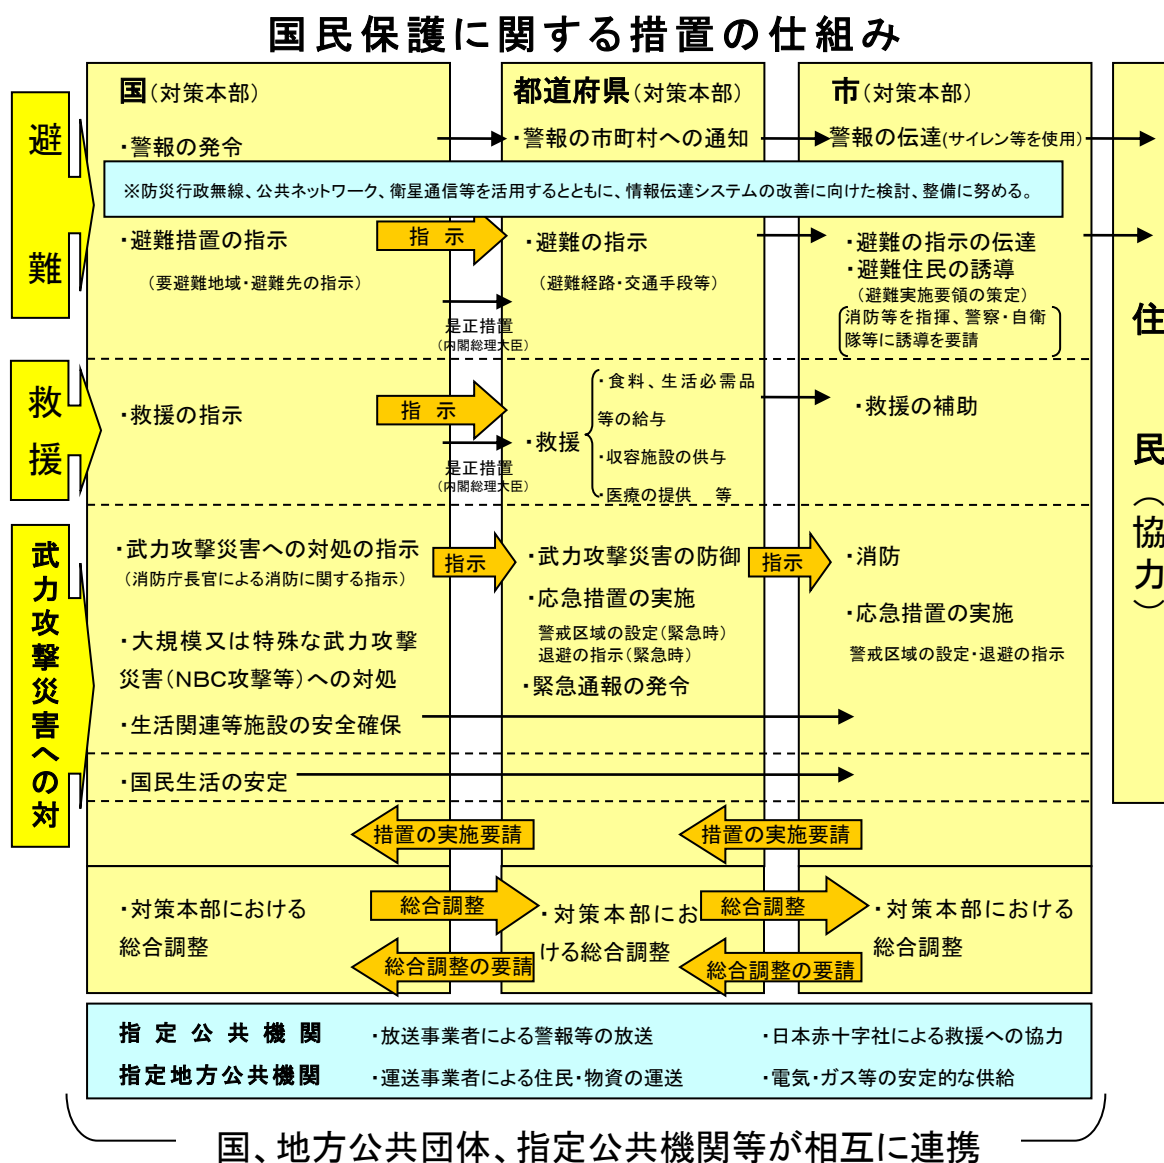 国民保護に関する措置の仕組み
避難
救援
武力攻撃災害への対
国(対策本部)
・警報の発令
都道府県(対策本部)
・警報の市町村への通知
市(対策本部)
警報の伝達(サイレン等を使用)
※防災行政無線、公共ネットワーク、衛星通信等を活用するとともに、情報伝達システムの改善に向けた検討、整備に努める。
・避難措置の指示
(要避難地域・避難先の指示)
指 示
是正措置
(内閣総理大臣)
・避難の指示
(避難経路・交通手段等)
・避難の指示の伝達
・避難住民の誘導
(避難実施要領の策定)
消防等を指揮、警察・自衛
隊等に誘導を要請
・救援の指示
指 示
是正措置
(内閣総理大臣)
・救援
・食料、生活必需品
等の給与
・収容施設の供与
・医療の提供 等
・救援の補助
・武力攻撃災害への対処の指示
(消防庁長官による消防に関する指示)
・大規模又は特殊な武力攻撃
災害(NBC攻撃等)への対処
・生活関連等施設の安全確保
指示
・武力攻撃災害の防御
・応急措置の実施
警戒区域の設定(緊急時)
退避の指示(緊急時)
・緊急通報の発令
指示
・消防
・応急措置の実施
警戒区域の設定・退避の指示
・国民生活の安定
措置の実施要請
措置の実施要請
・対策本部における
総合調整
総合調整
総合調整の要請
・対策本部にお
ける総合調整
総合調整
総合調整の要請
・対策本部における
総合調整
住民(協力)
指定公共機関
・放送事業者による警報等の放送
・日本赤十字社による救援への協力
指定地方公共機関
・運送事業者による住民・物資の運送
・電気・ガス等の安定的な供給
国、地方公共団体、指定公共機関等が相互に連携